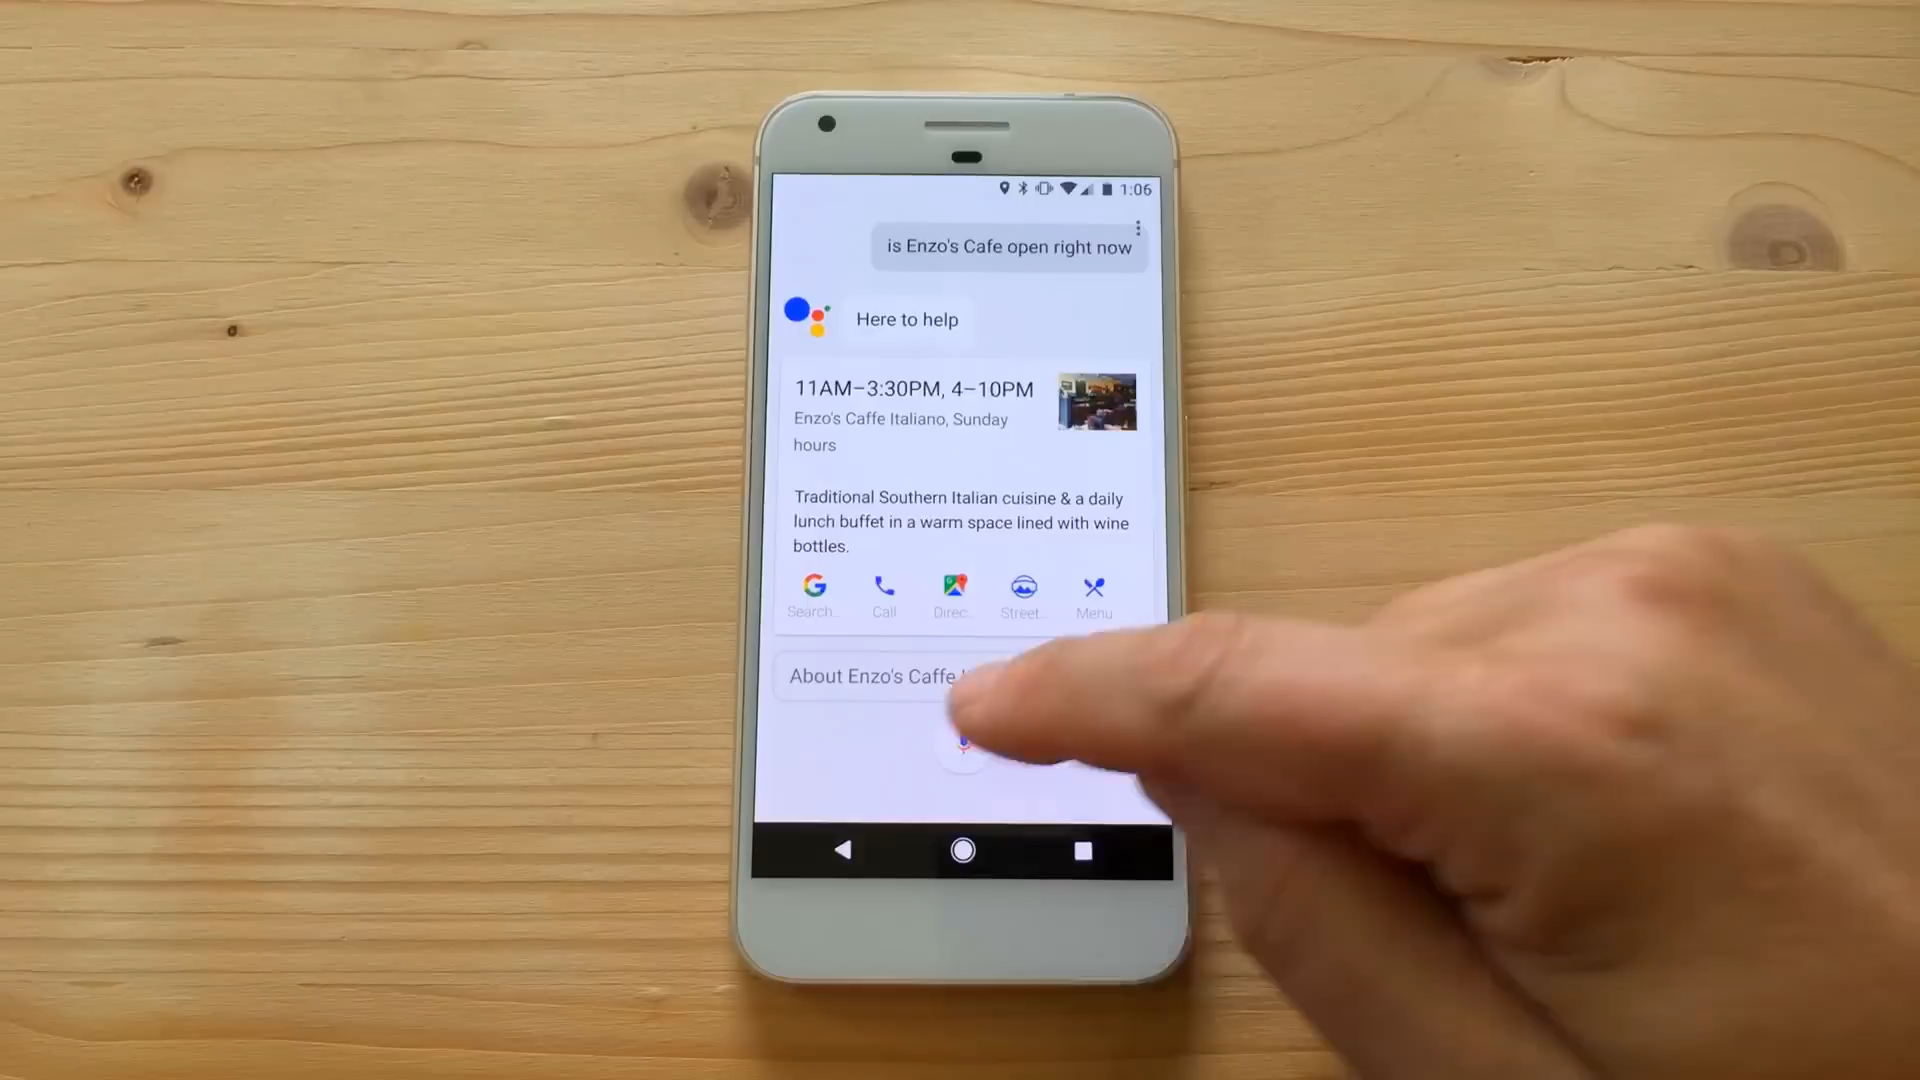 1:06
is Enzo's Cafe open right now
Here to help
11AM–3:30PM, 4–10PM
Enzo's Caffe Italiano, Sunday
hours
Traditional Southern Italian cuisine & a daily
lunch buffet in a warm space lined with wine
bottles.
Search... Call Direc... Street... Menu
About Enzo's Caffe